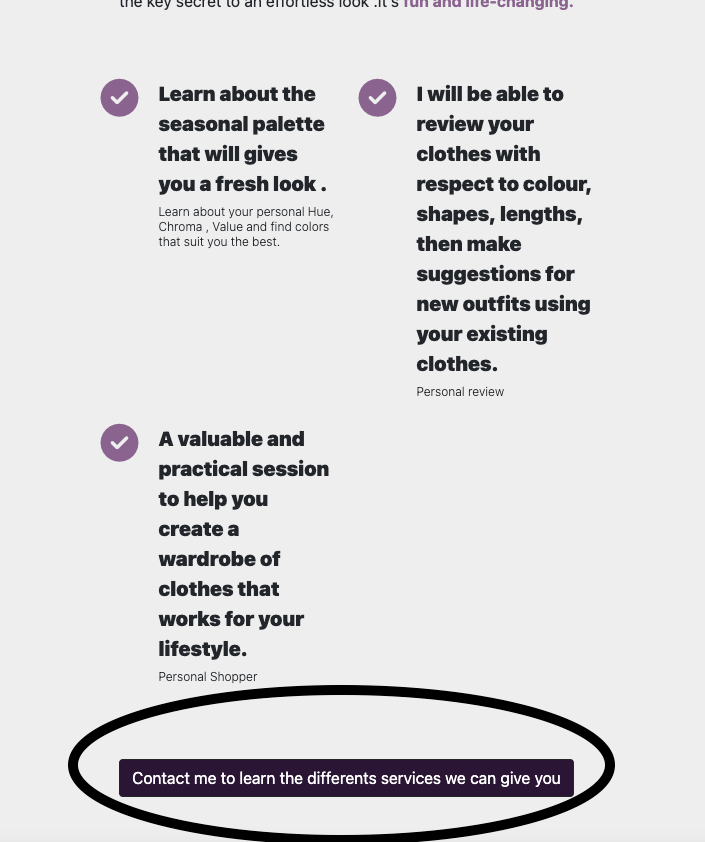 the key secret to an effortless look .it's fun and life-changing.
Learn about the
seasonal palette
that will gives
you a fresh look .
Learn about your personal Hue,
Chroma , Value and find colors
that suit you the best.
I will be able to
review your
clothes with
respect to colour,
shapes, lengths,
then make
suggestions for
new outfits using
your existing
clothes.
Personal review
A valuable and
practical session
to help you
create a
wardrobe of
clothes that
works for your
lifestyle.
Personal Shopper
Contact me to learn the differents services we can give you